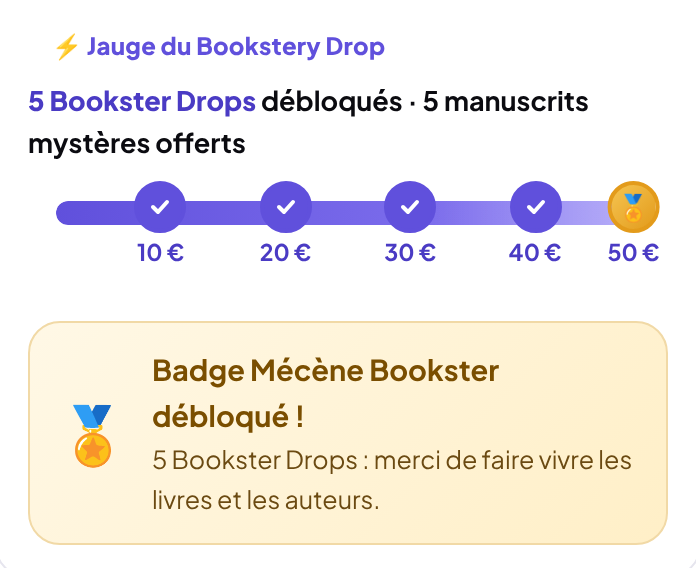 ⚡ Jauge du Bookstery Drop
5 Bookster Drops débloqués · 5 manuscrits
mystères offerts
10 € 20 € 30 € 40 € 50 €
Badge Mécène Bookster
débloqué !
5 Bookster Drops : merci de faire vivre les
livres et les auteurs.